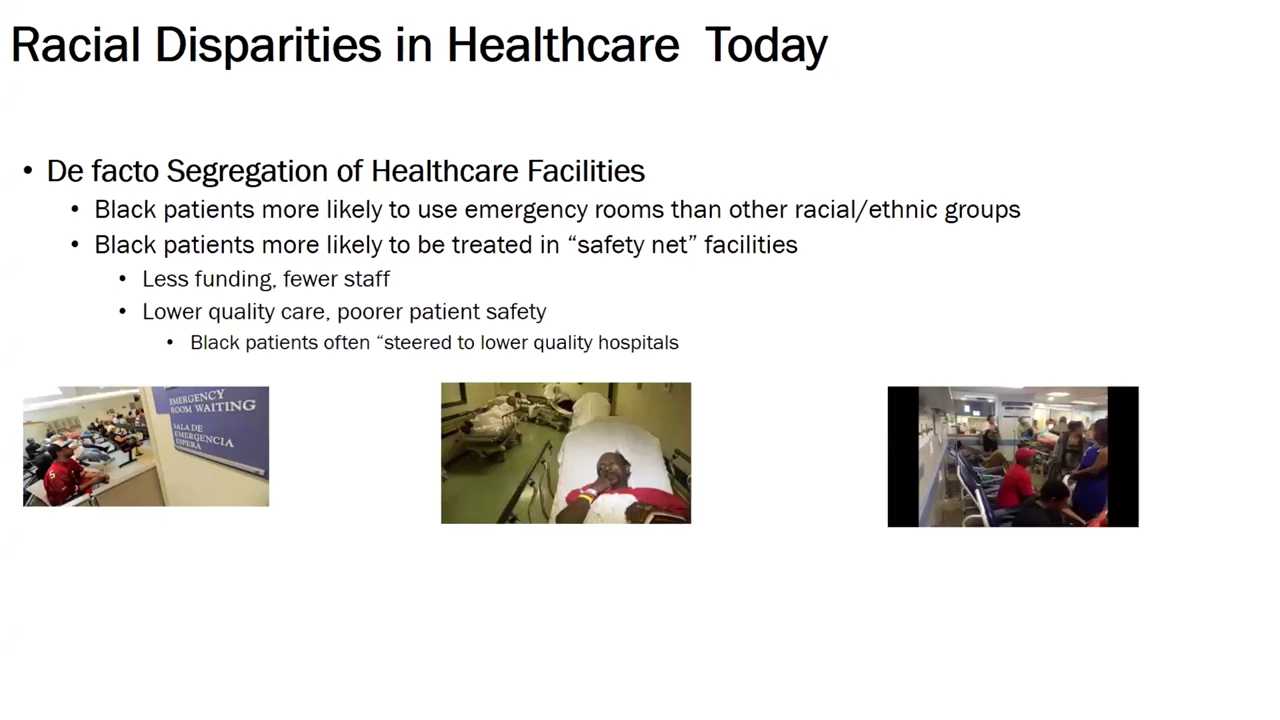 Racial Disparities in Healthcare Today
• De facto Segregation of Healthcare Facilities
• Black patients more likely to use emergency rooms than other racial/ethnic groups
• Black patients more likely to be treated in “safety net” facilities
• Less funding, fewer staff
• Lower quality care, poorer patient safety
• Black patients often “steered to lower quality hospitals
EMERGENCY
ROOM WAITING
SALA DE
EMERGENCIA
ESPERA